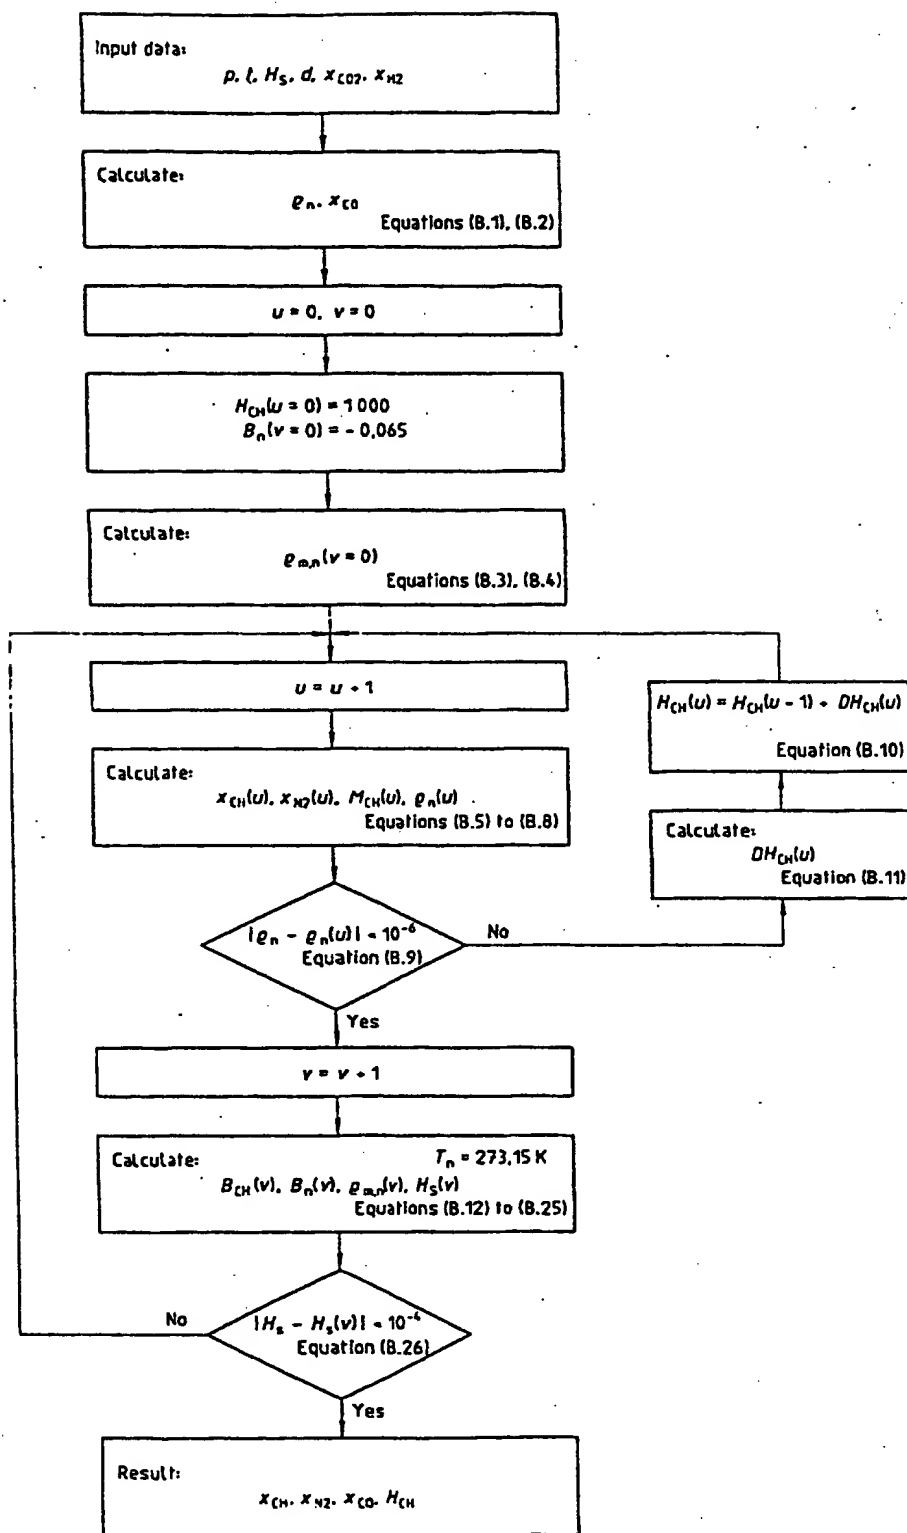 Input data:
p, t, H_S, d, x_CO2, x_H2
Calculate:
ϱ_n, x_CO
Equations (B.1), (B.2)
u = 0, v = 0
H_CH(u = 0) = 1 000
B_n(v = 0) = - 0,065
Calculate:
ϱ_m,n(v = 0)
Equations (B.3), (B.4)
u = u + 1
H_CH(u) = H_CH(u - 1) + DH_CH(u)
Equation (B.10)
Calculate:
x_CH(u), x_N2(u), M_CH(u), ϱ_n(u)
Equations (B.5) to (B.8)
Calculate:
DH_CH(u)
Equation (B.11)
|ϱ_n - ϱ_n(u)| < 10^-6
Equation (B.9)
No
Yes
v = v + 1
Calculate: T_n = 273,15 K
B_CH(v), B_n(v), ϱ_m,n(v), H_S(v)
Equations (B.12) to (B.25)
No
|H_s - H_s(v)| < 10^-4
Equation (B.26)
Yes
Result:
x_CH, x_N2, x_CO, H_CH